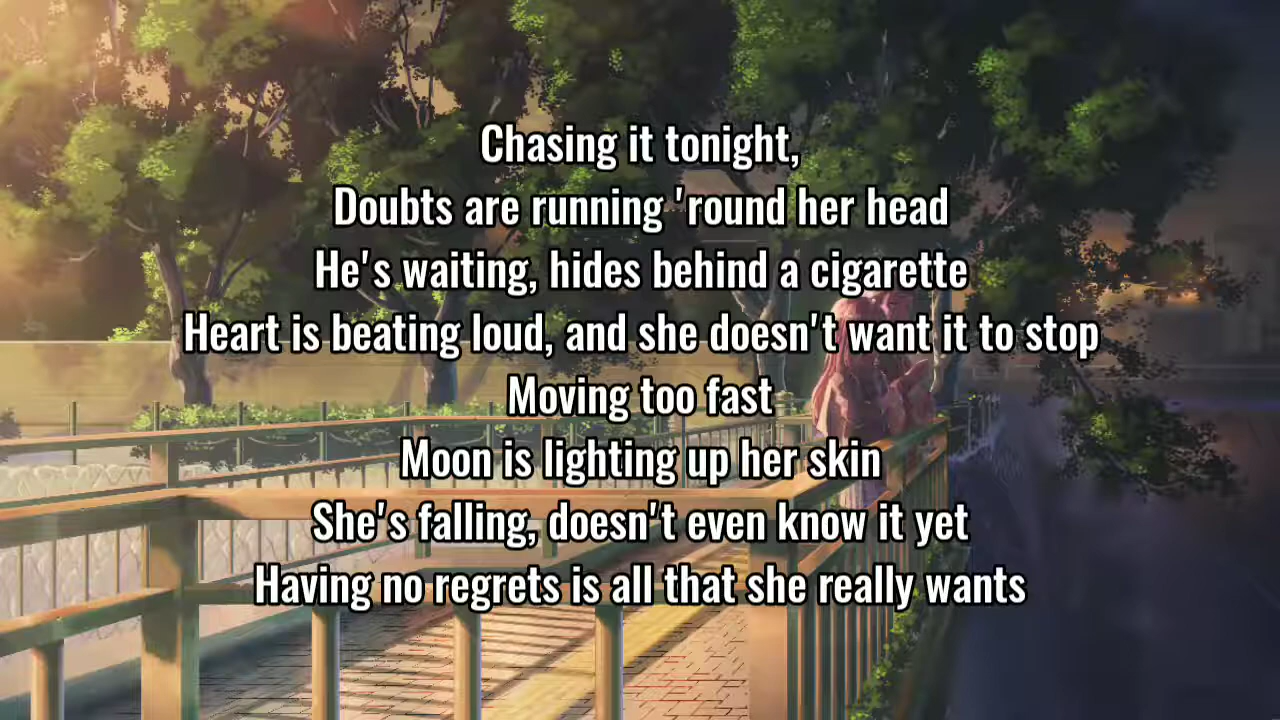 Chasing it tonight,
Doubts are running 'round her head
He's waiting, hides behind a cigarette
Heart is beating loud, and she doesn't want it to stop
Moving too fast
Moon is lighting up her skin
She's falling, doesn't even know it yet
Having no regrets is all that she really wants